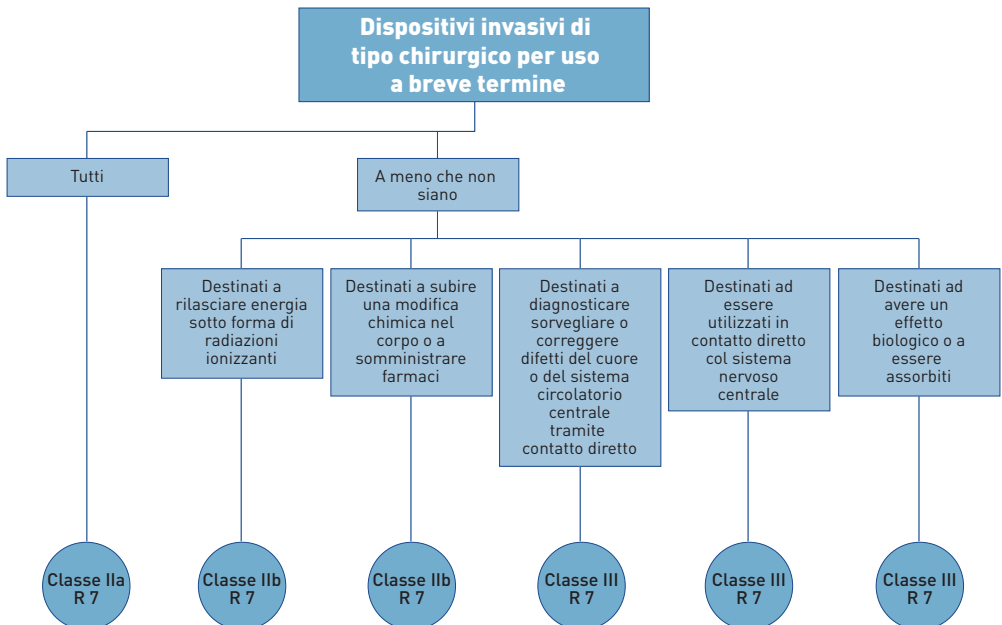 Dispositivi invasivi di
tipo chirurgico per uso
a breve termine
Tutti
A meno che non
siano
Destinati a
rilasciare energia
sotto forma di
radiazioni
ionizzanti
Destinati a subire
una modifica
chimica nel
corpo o a
somministrare
farmaci
Destinati a
diagnosticare
sorvegliare o
correggere
difetti del cuore
o del sistema
circolatorio
centrale
tramite
contatto diretto
Destinati ad
essere
utilizzati in
contatto diretto
col sistema
nervoso
centrale
Destinati ad
avere un
effetto
biologico o a
essere
assorbiti
Classe IIa
R 7
Classe IIb
R 7
Classe IIb
R 7
Classe III
R 7
Classe III
R 7
Classe III
R 7